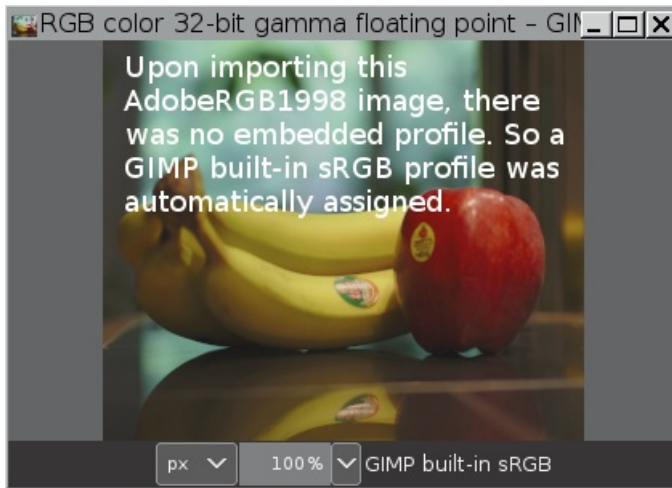 RGB color 32-bit gamma floating point – GI
Upon importing this
AdobeRGB1998 image, there
was no embedded profile. So a
GIMP built-in sRGB profile was
automatically assigned.
px 100% GIMP built-in sRGB